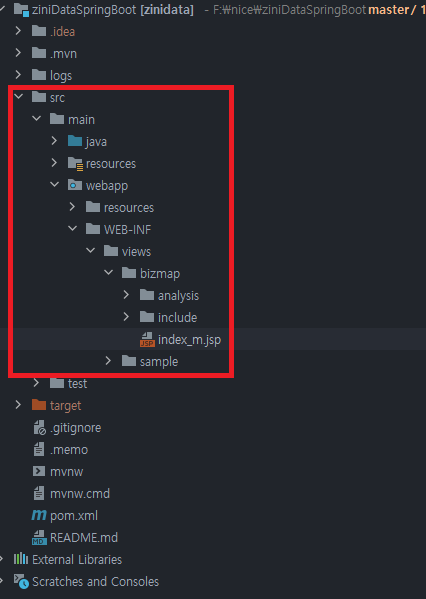 ziniDataSpringBoot [zinidata] - F:₩nice₩ziniDataSpringBoot master / 1
.idea
.mvn
logs
src
main
java
resources
webapp
resources
WEB-INF
views
bizmap
analysis
include
JSP index_m.jsp
sample
test
target
.gitignore
.memo
mvnw
mvnw.cmd
m pom.xml
MD README.md
External Libraries
Scratches and Consoles